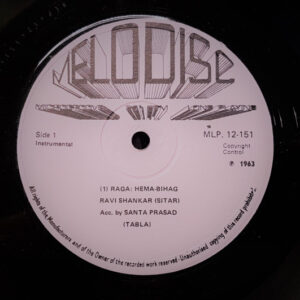 MELODISC
Side 1
Instrumental
MLP. 12-151
Copyright
Control
℗ 1963
(1) RAGA: HEMA-BIHAG
RAVI SHANKAR (SITAR)
Acc. by SANTA PRASAD
(TABLA)
All rights of the Manufacturers and of the Owner of the recorded work reserved. Unauthorised copying of this record prohibited